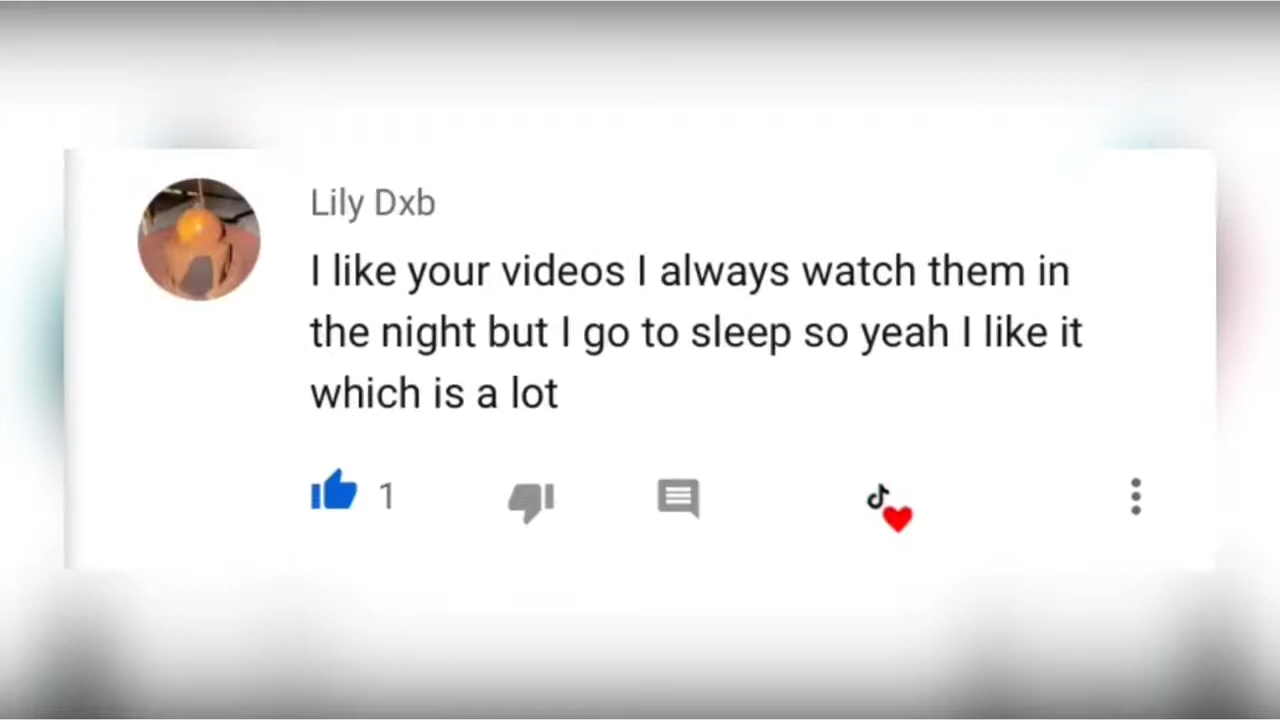 Lily Dxb
I like your videos I always watch them in
the night but I go to sleep so yeah I like it
which is a lot
1